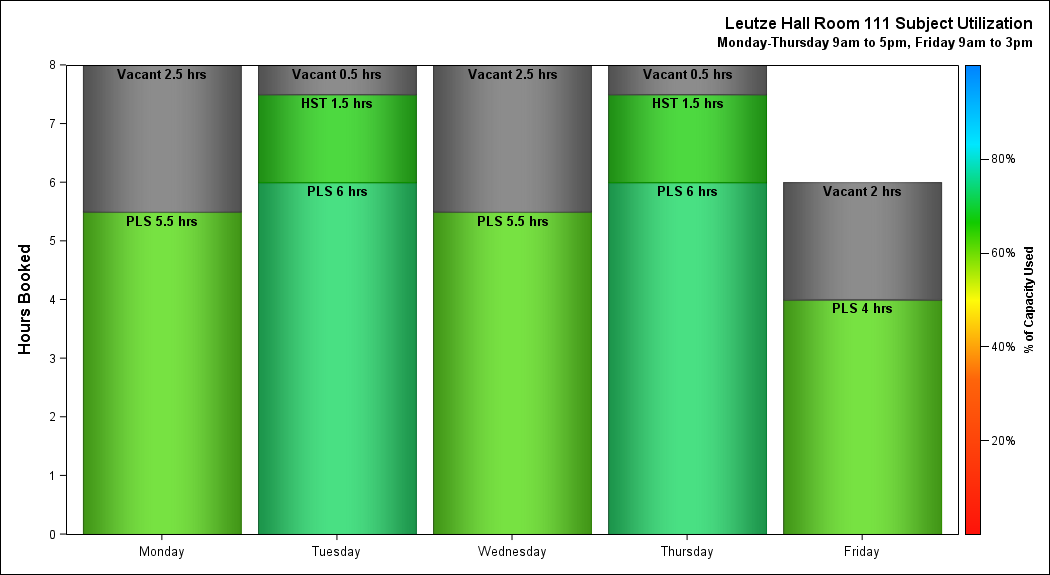 Leutze Hall Room 111 Subject Utilization
Monday-Thursday 9am to 5pm, Friday 9am to 3pm
Hours Booked
8
7
6
5
4
3
2
1
0
Vacant 2.5 hrs
PLS 5.5 hrs
Vacant 0.5 hrs
HST 1.5 hrs
PLS 6 hrs
Vacant 2.5 hrs
PLS 5.5 hrs
Vacant 0.5 hrs
HST 1.5 hrs
PLS 6 hrs
Vacant 2 hrs
PLS 4 hrs
Monday
Tuesday
Wednesday
Thursday
Friday
80%
60%
40%
20%
% of Capacity Used